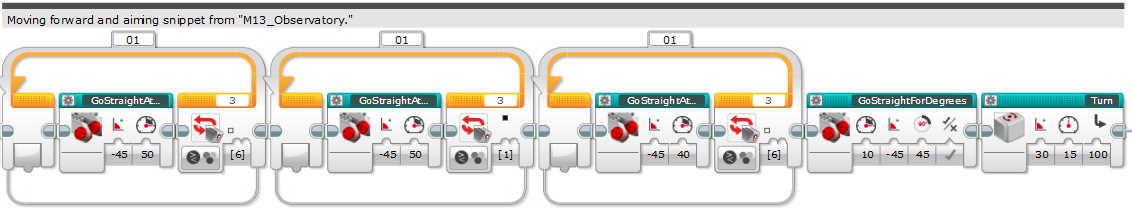 Moving forward and aiming snippet from "M13_Observatory."
01 01 01
3 3 3
GoStraightAt... GoStraightAt... GoStraightAt... GoStraightForDegrees Turn
-45 50 [6] -45 50 [1] -45 40 [6] 10 -45 45 30 15 100